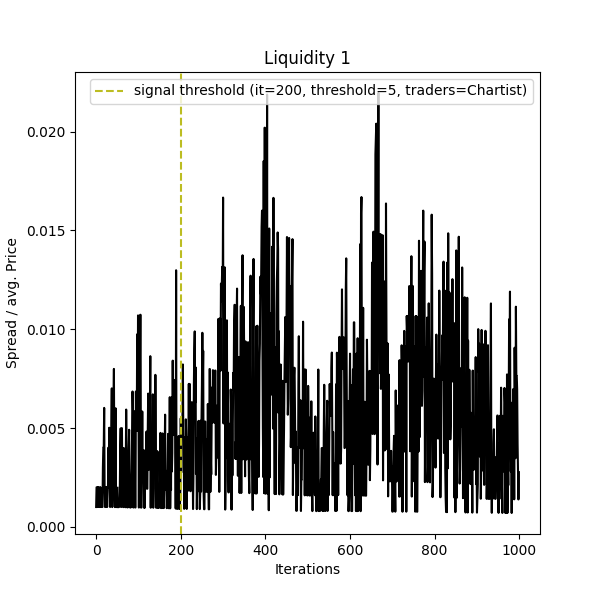 Liquidity 1
signal threshold (it=200, threshold=5, traders=Chartist)
0.020
0.015
0.010
0.005
0.000
Spread / avg. Price
0
200
400
600
800
1000
Iterations